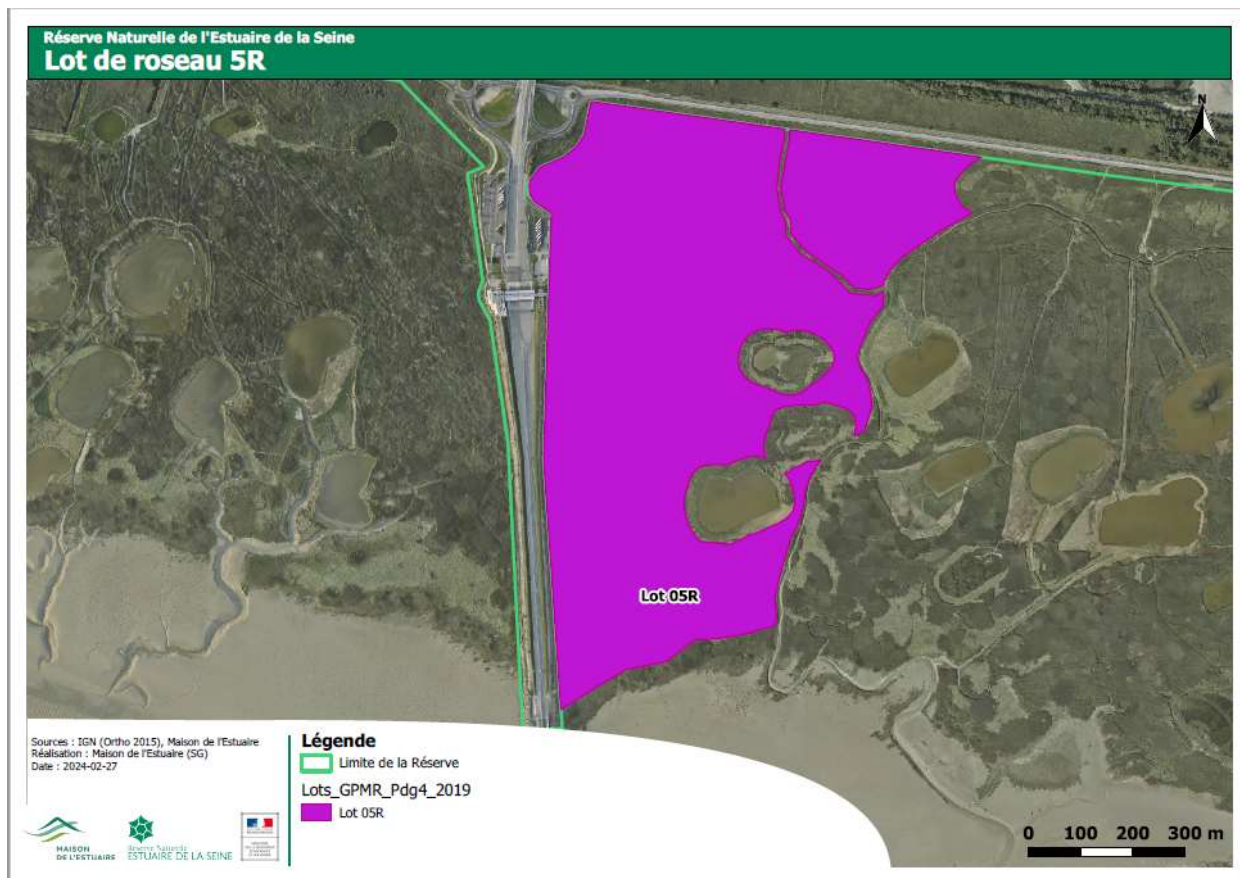 Réserve Naturelle de l'Estuaire de la Seine
Lot de roseau 5R
N
Lot 05R
Sources : IGN (Ortho 2015), Maison de l'Estuaire
Réalisation : Maison de l'Estuaire (SG)
Date : 2024-02-27
Légende
Limite de la Réserve
Lots_GPMR_Pdg4_2019
Lot 05R
MAISON
DE L'ESTUAIRE
Réserve Naturelle
ESTUAIRE DE LA SEINE
0 100 200 300 m